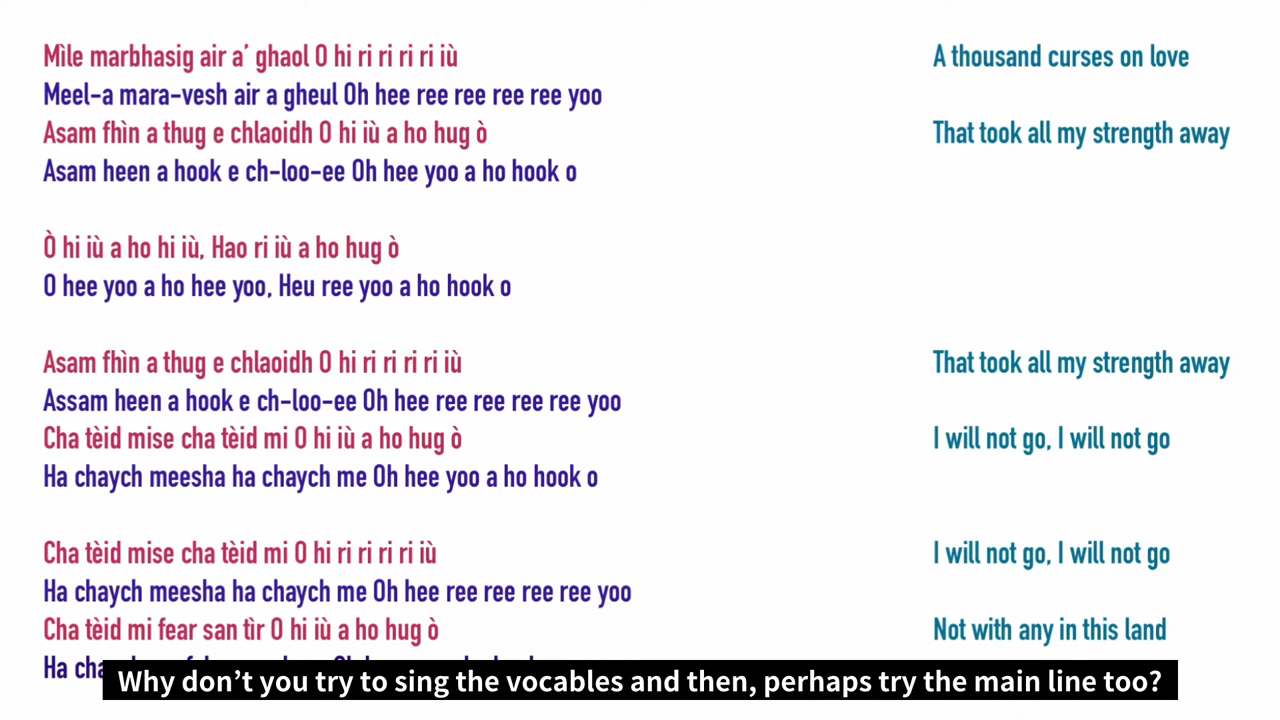 Mìle marbhasig air a’ ghaol O hi ri ri ri ri iù
A thousand curses on love
Meel-a mara-vesh air a gheul Oh hee ree ree ree ree yoo
Asam fhìn a thug e chlaoidh O hi iù a ho hug ò
That took all my strength away
Asam heen a hook e ch-loo-ee Oh hee yoo a ho hook o
Ò hi iù a ho hi iù, Hao ri iù a ho hug ò
O hee yoo a ho hee yoo, Heu ree yoo a ho hook o
Asam fhìn a thug e chlaoidh O hi ri ri ri ri iù
That took all my strength away
Assam heen a hook e ch-loo-ee Oh hee ree ree ree ree yoo
Cha tèid mise cha tèid mi O hi iù a ho hug ò
I will not go, I will not go
Ha chaych meesha ha chaych me Oh hee yoo a ho hook o
Cha tèid mise cha tèid mi O hi ri ri ri ri iù
I will not go, I will not go
Ha chaych meesha ha chaych me Oh hee ree ree ree ree yoo
Cha tèid mi fear san tìr O hi iù a ho hug ò
Not with any in this land
Ha
Why don’t you try to sing the vocables and then, perhaps try the main line too?